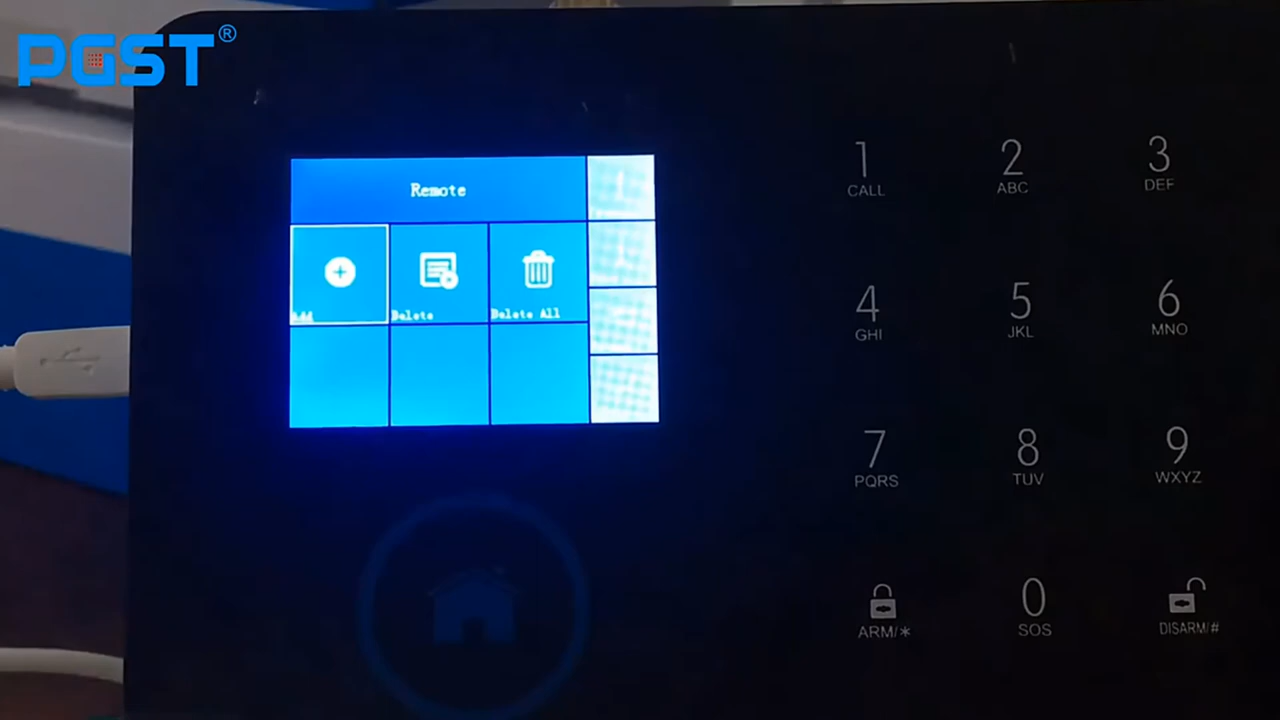 PGST®
Remote
Add
Delete
Delete All
1
CALL
2
ABC
3
DEF
4
GHI
5
JKL
6
MNO
7
PQRS
8
TUV
9
WXYZ
ARM/*
0
SOS
DISARM/#